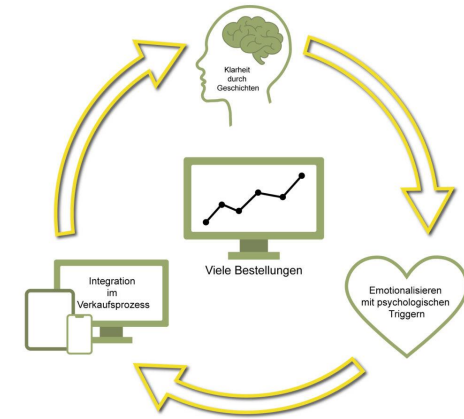 Klarheit
durch
Geschichten
Viele Bestellungen
Integration
im
Verkaufsprozess
Emotionalisieren
mit psychologischen
Triggern